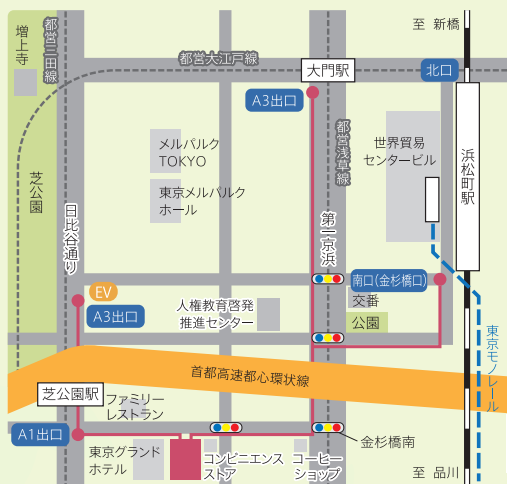 至 新橋
都営三田線
増上寺
都営大江戸線
大門駅
北口
A3出口
メルパルク
TOKYO
都営浅草線
世界貿易
センタービル
浜松町駅
芝公園
東京メルパルク
ホール
日比谷通り
第一京浜
EV
A3出口
南口(金杉橋口)
人権教育啓発
推進センター
交番
公園
東京モノレール
首都高速都心環状線
芝公園駅
ファミリー
レストラン
A1出口
金杉橋南
東京グランド
ホテル
コンビニエンス
ストア
コーヒー
ショップ
至 品川